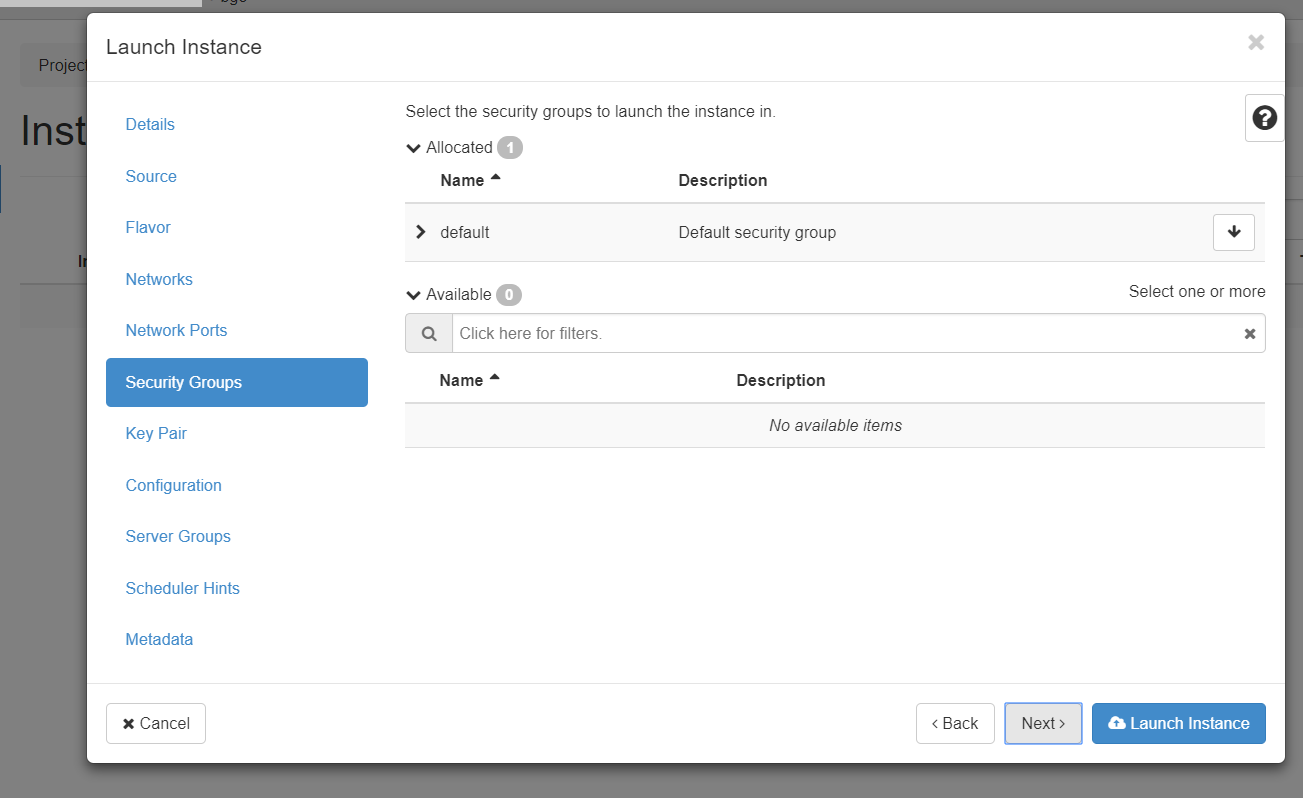 Launch Instance
Project
Inst
Details
Source
Flavor
Networks
Network Ports
Security Groups
Key Pair
Configuration
Server Groups
Scheduler Hints
Metadata
Select the security groups to launch the instance in.
Allocated 1
Name Description
default Default security group
Available 0 Select one or more
Click here for filters.
Name Description
No available items
Cancel
‹ Back
Next ›
Launch Instance